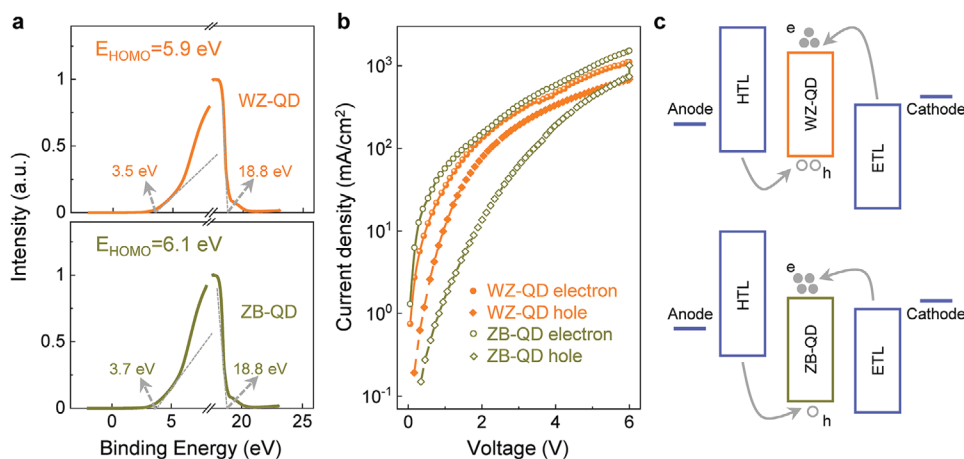 a
E_HOMO=5.9 eV
WZ-QD
3.5 eV
18.8 eV
1
0.5
0
E_HOMO=6.1 eV
ZB-QD
3.7 eV
18.8 eV
1
0.5
0
0
5
20
25
Binding Energy (eV)
Intensity (a.u.)
b
10³
10²
10¹
10⁰
10⁻¹
0
2
4
6
Voltage (V)
Current density (mA/cm²)
WZ-QD electron
WZ-QD hole
ZB-QD electron
ZB-QD hole
c
Anode
HTL
e
WZ-QD
h
ETL
Cathode
Anode
HTL
e
ZB-QD
h
ETL
Cathode